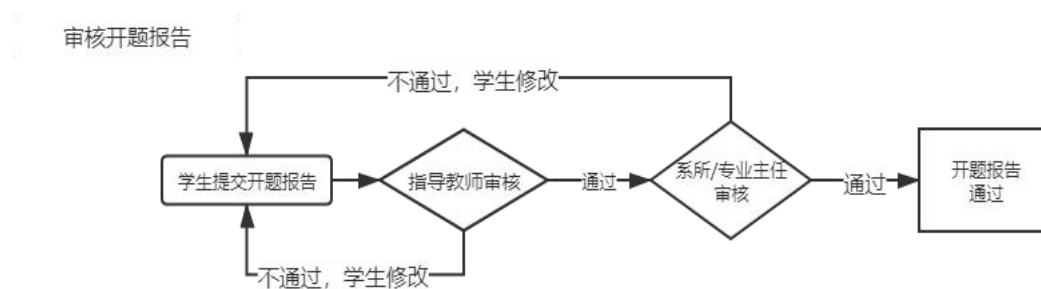 审核开题报告
不通过，学生修改
学生提交开题报告
指导教师审核
通过
系所/专业主任
审核
通过
开题报告
通过
不通过，学生修改